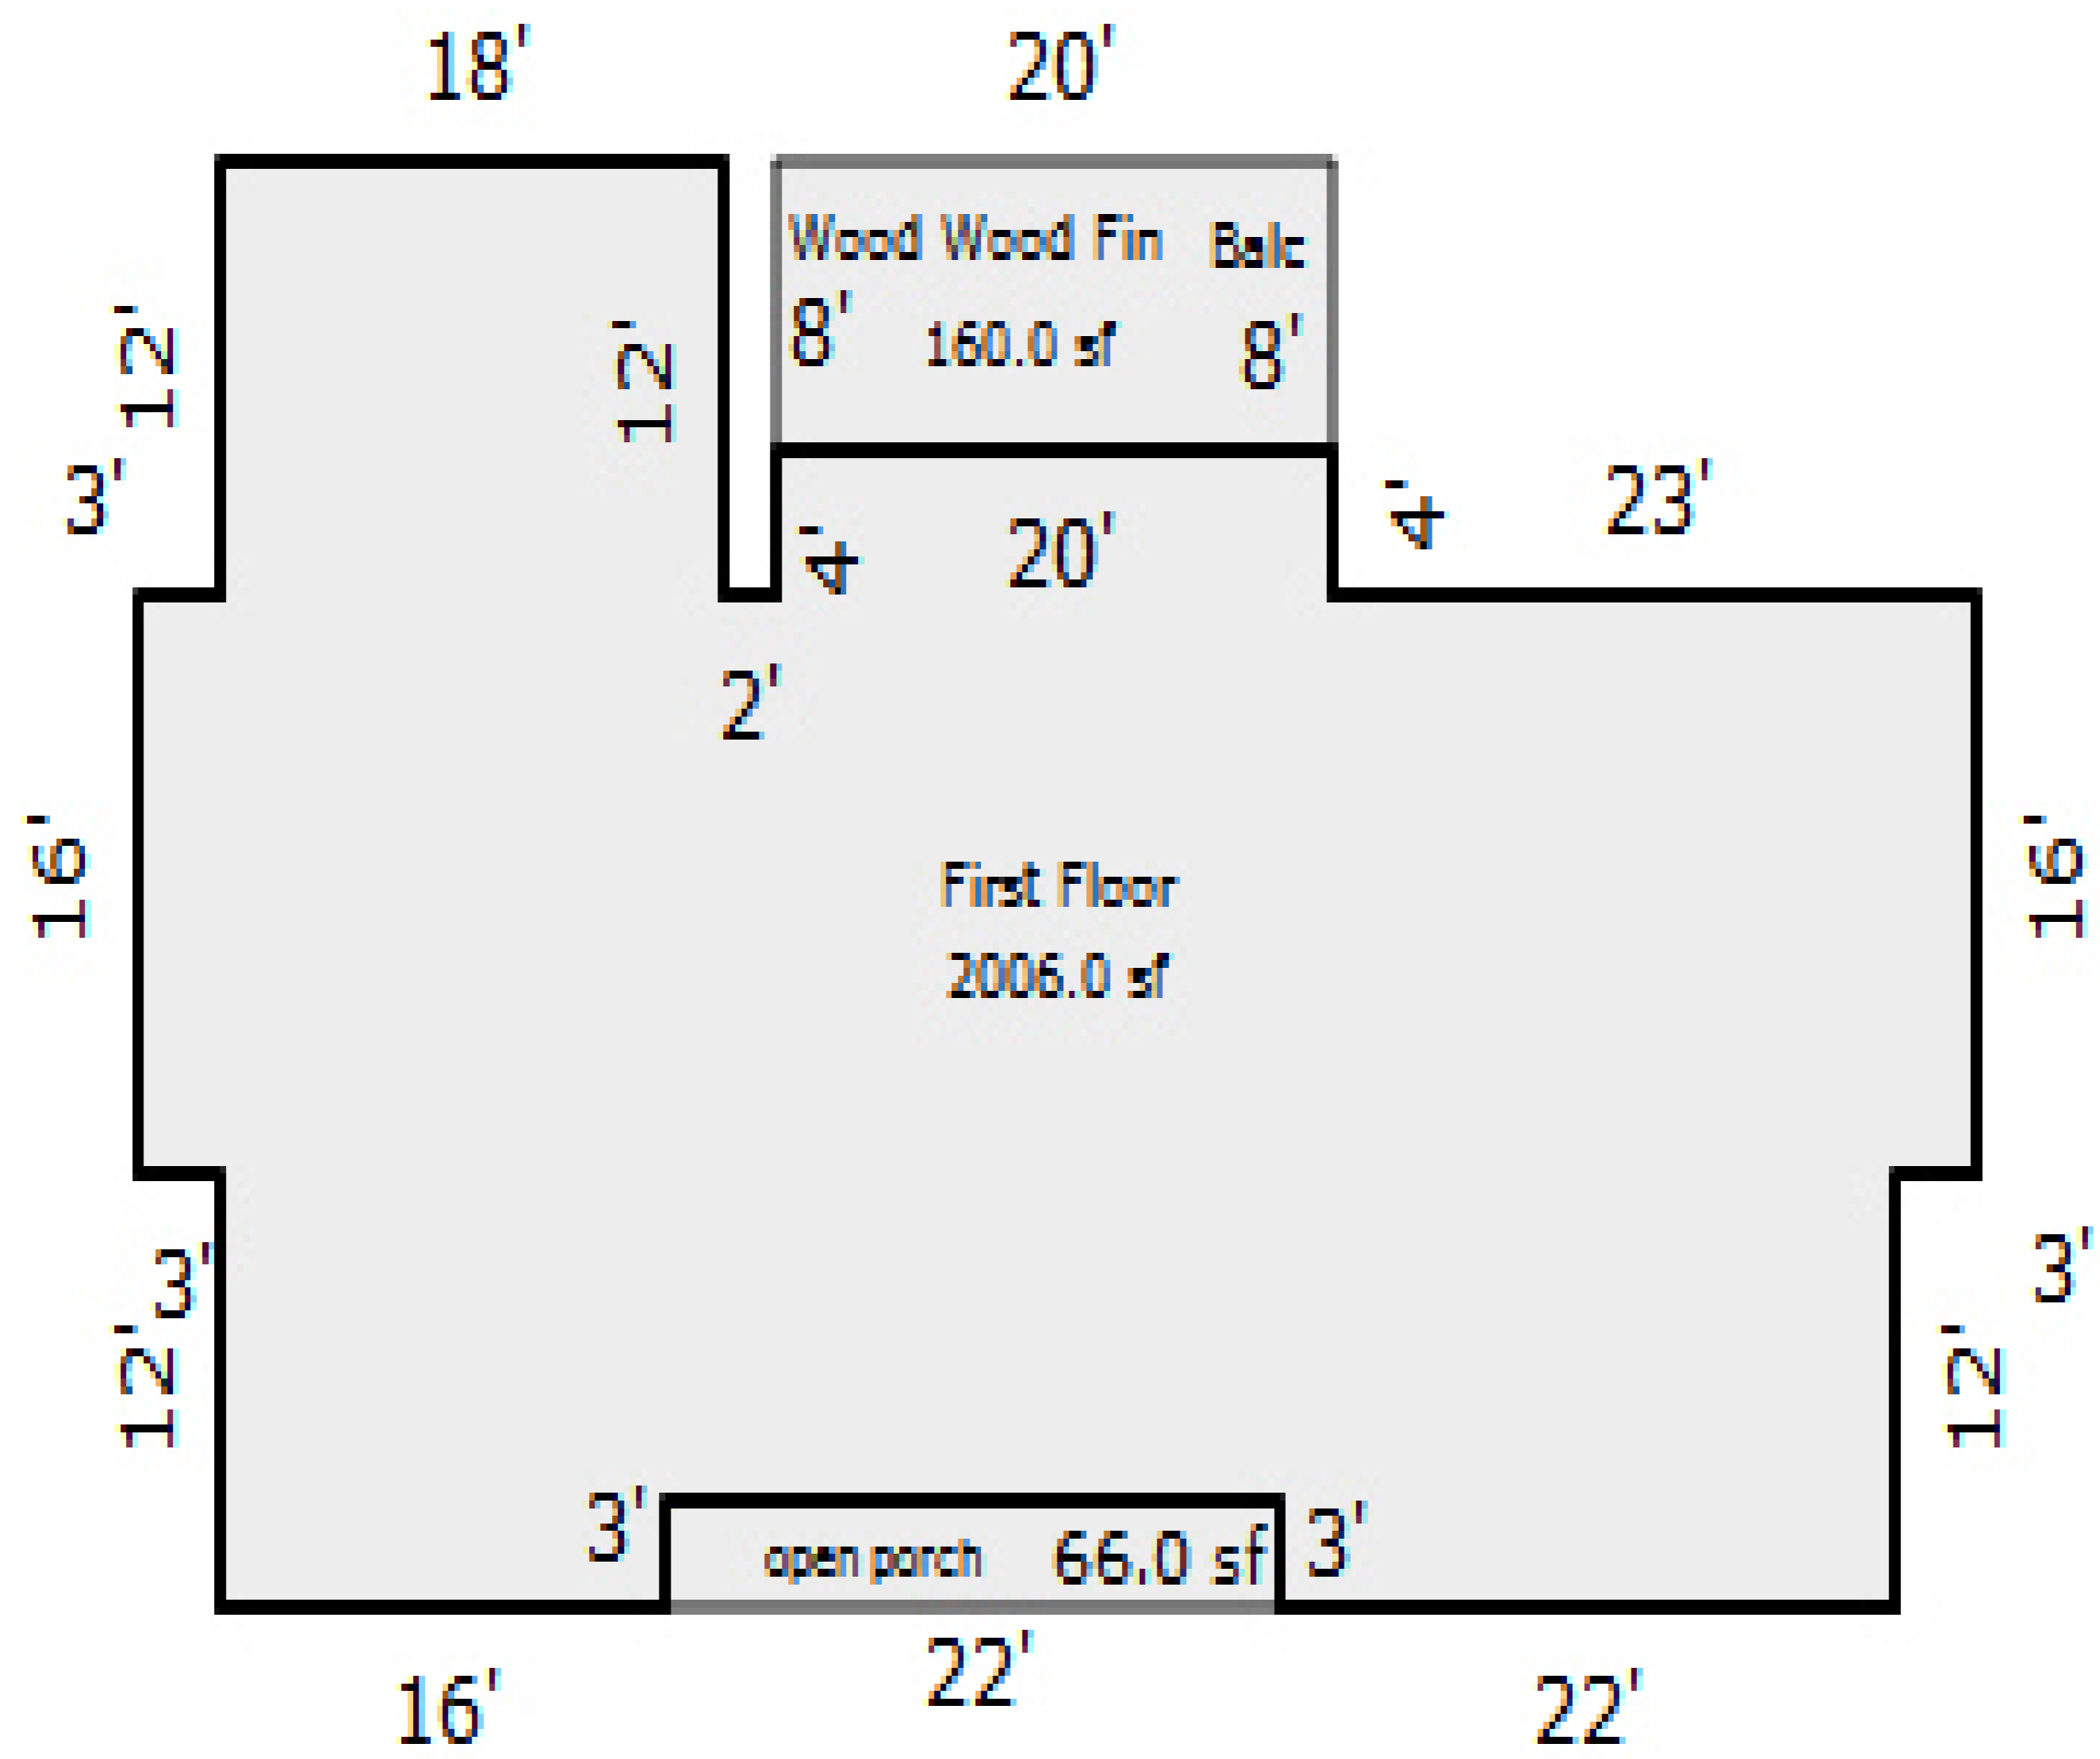 18' 20'
Wood Wood Fin Balc
12' 12' 8' 160.0 sf 8'
3' 4' 20' 4' 23'
2'
16' First Floor 16'
2006.0 sf
3' 3'
12' 12'
3' open porch 66.0 sf 3'
16' 22' 22'